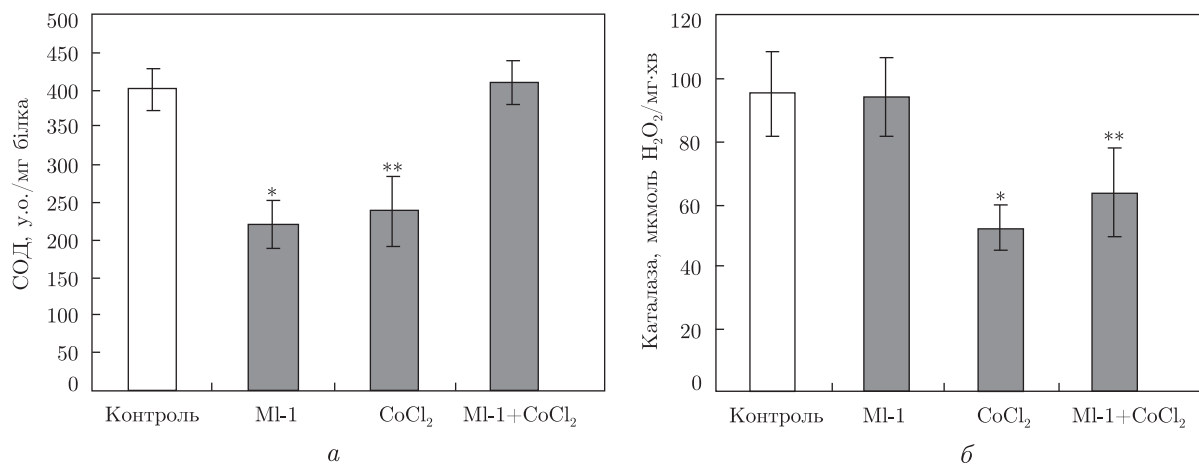 СОД, у.о./мг білка
500
450
400
350
300
250
200
150
100
50
0
*
**
Контроль
Ml-1
CoCl₂
Ml-1+CoCl₂
а
Каталаза, мкмоль H₂O₂/мг·хв
120
100
80
60
40
20
0
*
**
Контроль
Ml-1
CoCl₂
Ml-1+CoCl₂
б